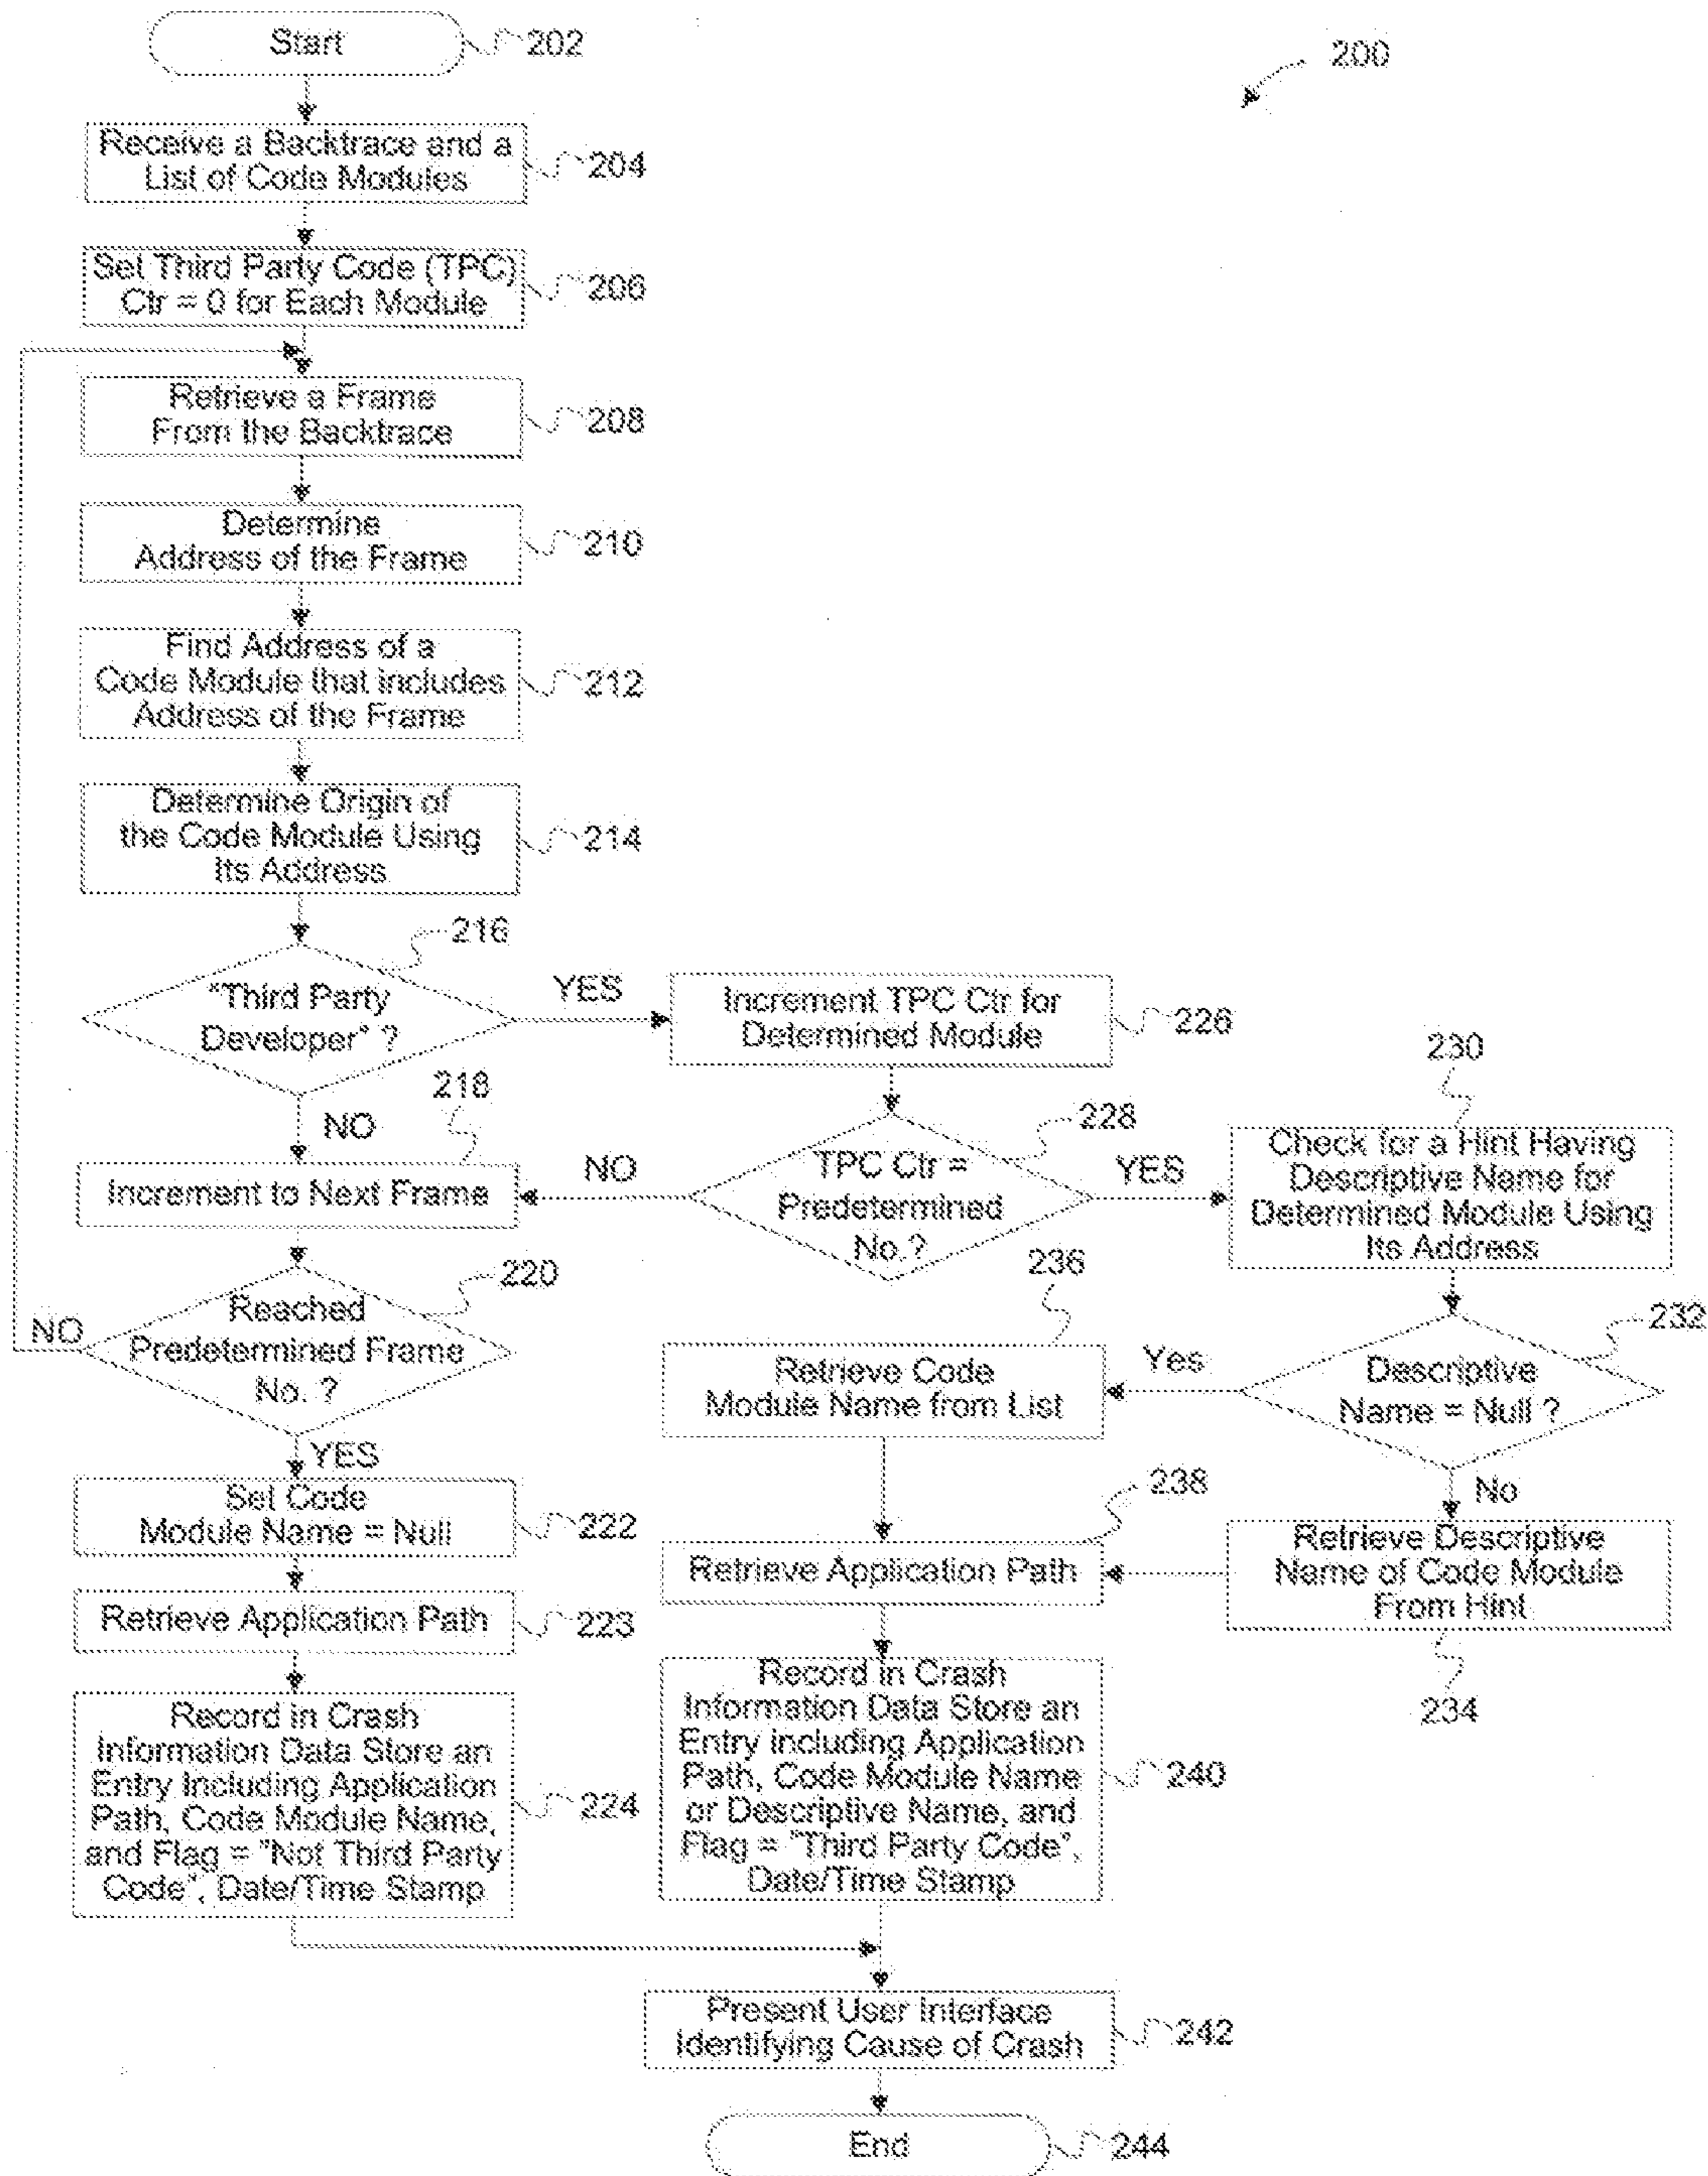 Start
202
200
Receive a Backtrace and a
List of Code Modules
204
Set Third Party Code (TPC)
Ctr = 0 for Each Module
206
Retrieve a Frame
From the Backtrace
208
Determine
Address of the Frame
210
Find Address of a
Code Module that includes
Address of the Frame
212
Determine Origin of
the Code Module Using
Its Address
214
216
"Third Party
Developer" ?
YES
NO
Increment TPC Ctr for
Determined Module
226
218
Increment to Next Frame
228
TPC Ctr =
Predetermined
No.?
NO
YES
230
Check for a Hint Having
Descriptive Name for
Determined Module Using
Its Address
220
Reached
Predetermined Frame
No. ?
NO
YES
236
Retrieve Code
Module Name from List
232
Descriptive
Name = Null ?
Yes
No
Set Code
Module Name = Null
222
238
Retrieve Application Path
Retrieve Descriptive
Name of Code Module
From Hint
234
Retrieve Application Path
223
Record in Crash
Information Data Store an
Entry Including Application
Path, Code Module Name,
and Flag = "Not Third Party
Code", Date/Time Stamp
224
Record in Crash
Information Data Store an
Entry including Application
Path, Code Module Name
or Descriptive Name, and
Flag = "Third Party Code",
Date/Time Stamp
240
Present User Interface
Identifying Cause of Crash
242
End
244